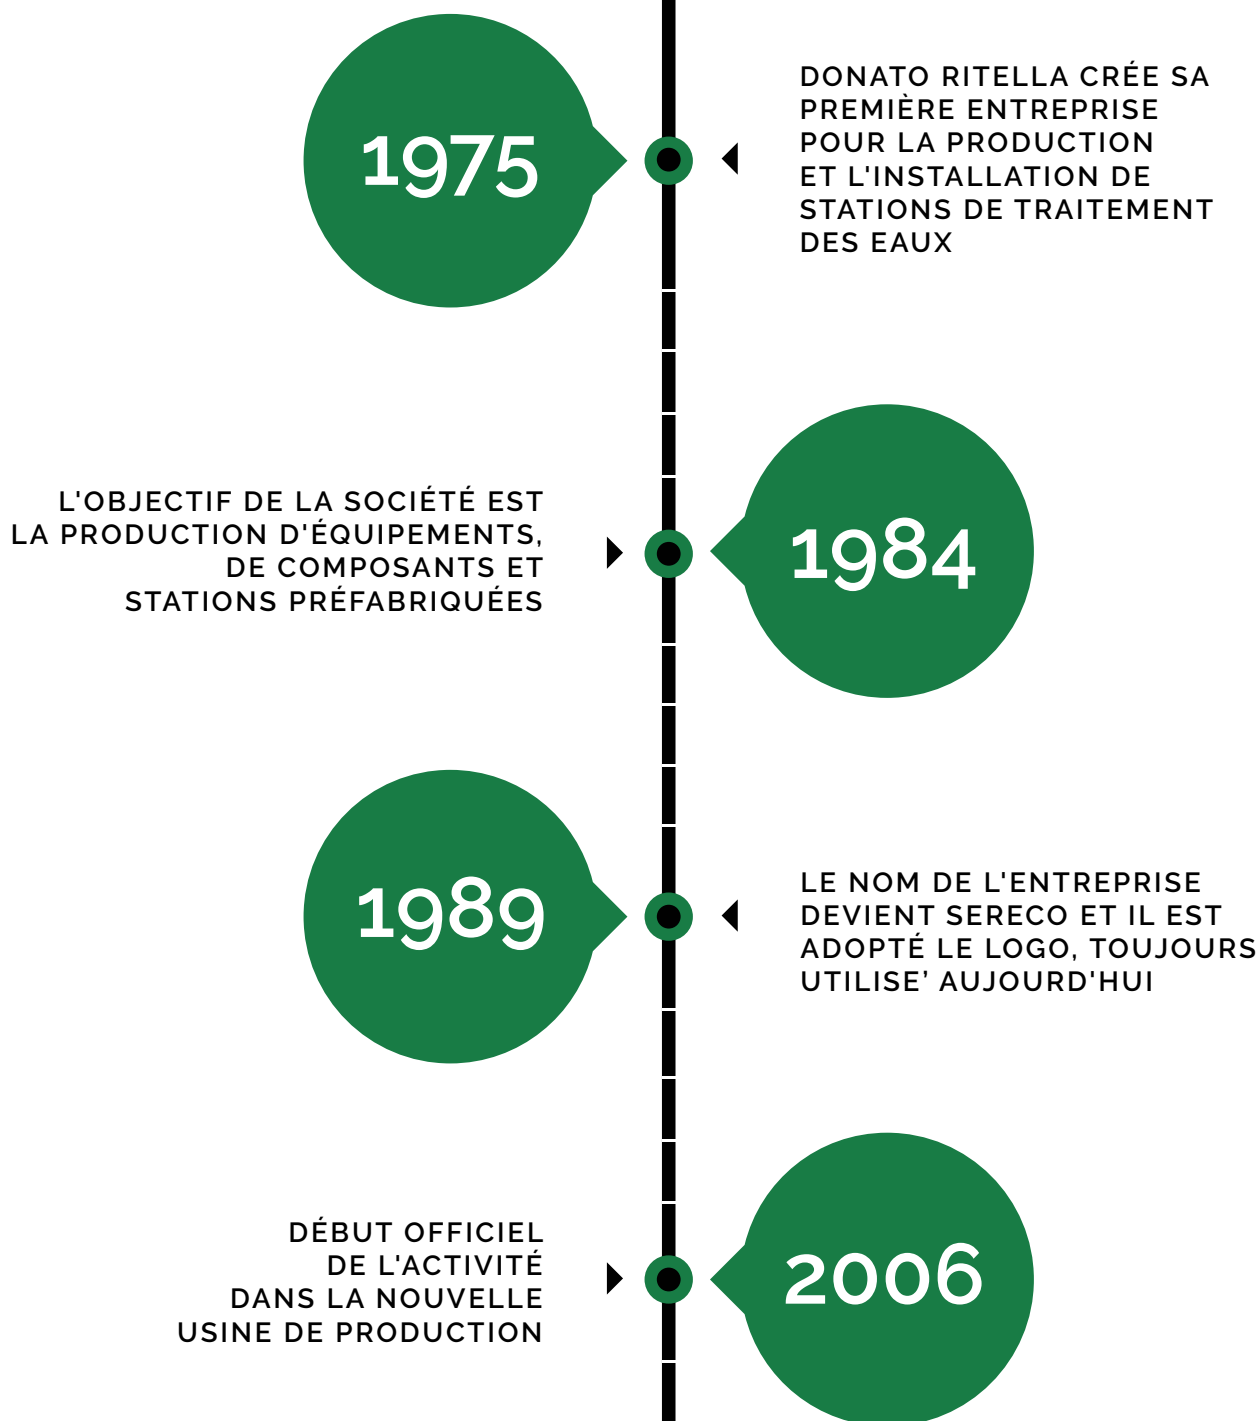 1975
DONATO RITELLA CRÉE SA
PREMIÈRE ENTREPRISE
POUR LA PRODUCTION
ET L'INSTALLATION DE
STATIONS DE TRAITEMENT
DES EAUX
L'OBJECTIF DE LA SOCIÉTÉ EST
LA PRODUCTION D'ÉQUIPEMENTS,
DE COMPOSANTS ET
STATIONS PRÉFABRIQUÉES
1984
1989
LE NOM DE L'ENTREPRISE
DEVIENT SERECO ET IL EST
ADOPTÉ LE LOGO, TOUJOURS
UTILISE’ AUJOURD'HUI
DÉBUT OFFICIEL
DE L'ACTIVITÉ
DANS LA NOUVELLE
USINE DE PRODUCTION
2006